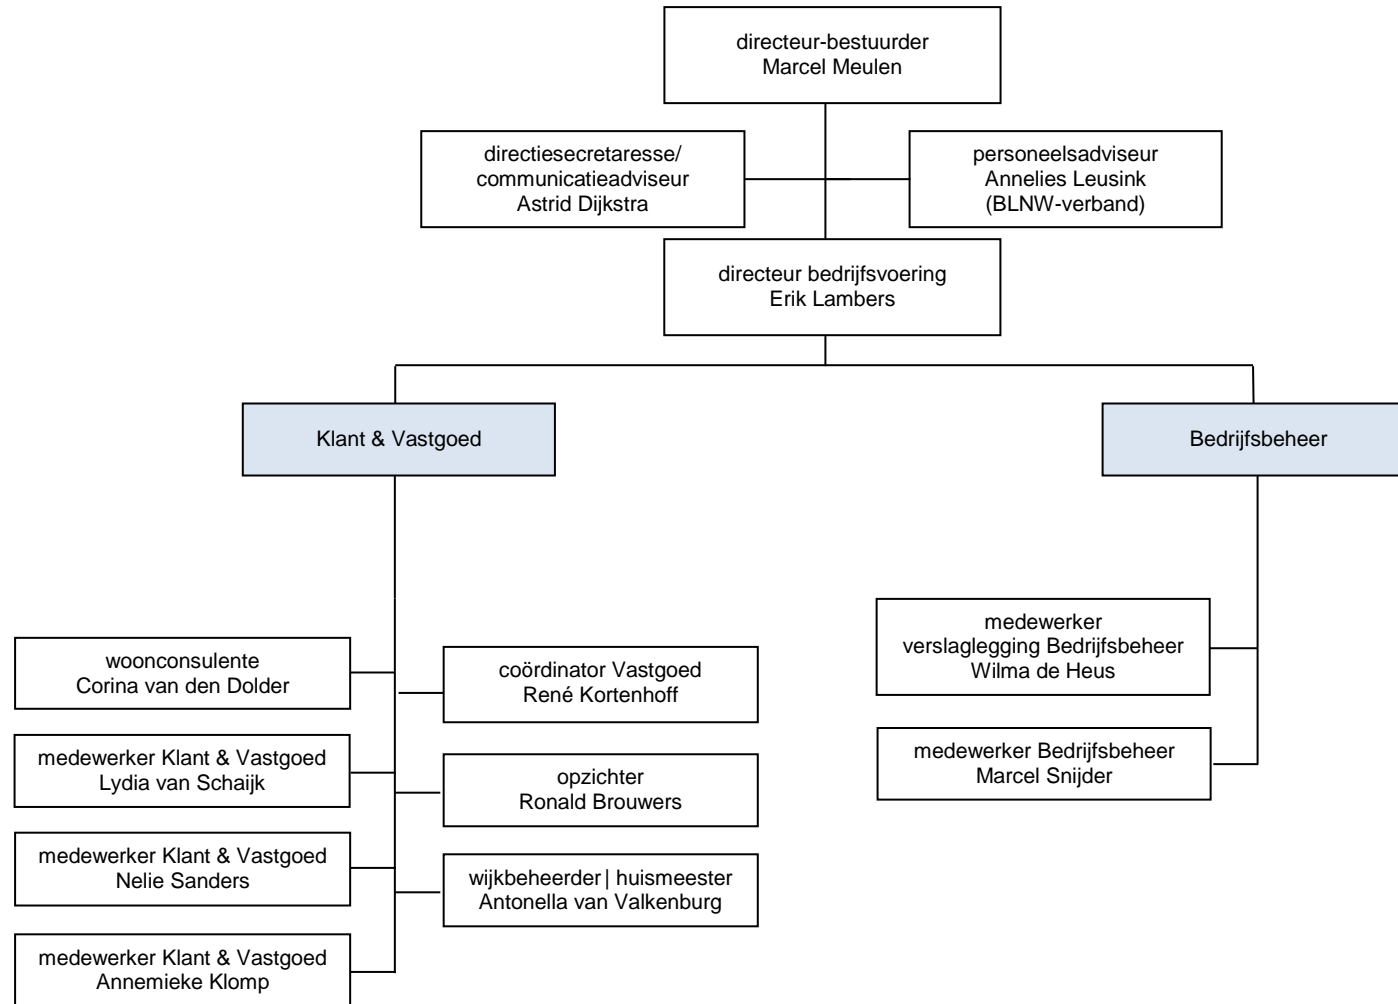 directeur-bestuurder
Marcel Meulen
directiesecretaresse/
communicatieadviseur
Astrid Dijkstra
personeelsadviseur
Annelies Leusink
(BLNW-verband)
directeur bedrijfsvoering
Erik Lambers
Klant & Vastgoed
Bedrijfsbeheer
woonconsulente
Corina van den Dolder
medewerker Klant & Vastgoed
Lydia van Schaijk
medewerker Klant & Vastgoed
Nelie Sanders
medewerker Klant & Vastgoed
Annemieke Klomp
coördinator Vastgoed
René Kortenhoff
opzichter
Ronald Brouwers
wijkbeheerder | huismeester
Antonella van Valkenburg
medewerker
verslaglegging Bedrijfsbeheer
Wilma de Heus
medewerker Bedrijfsbeheer
Marcel Snijder